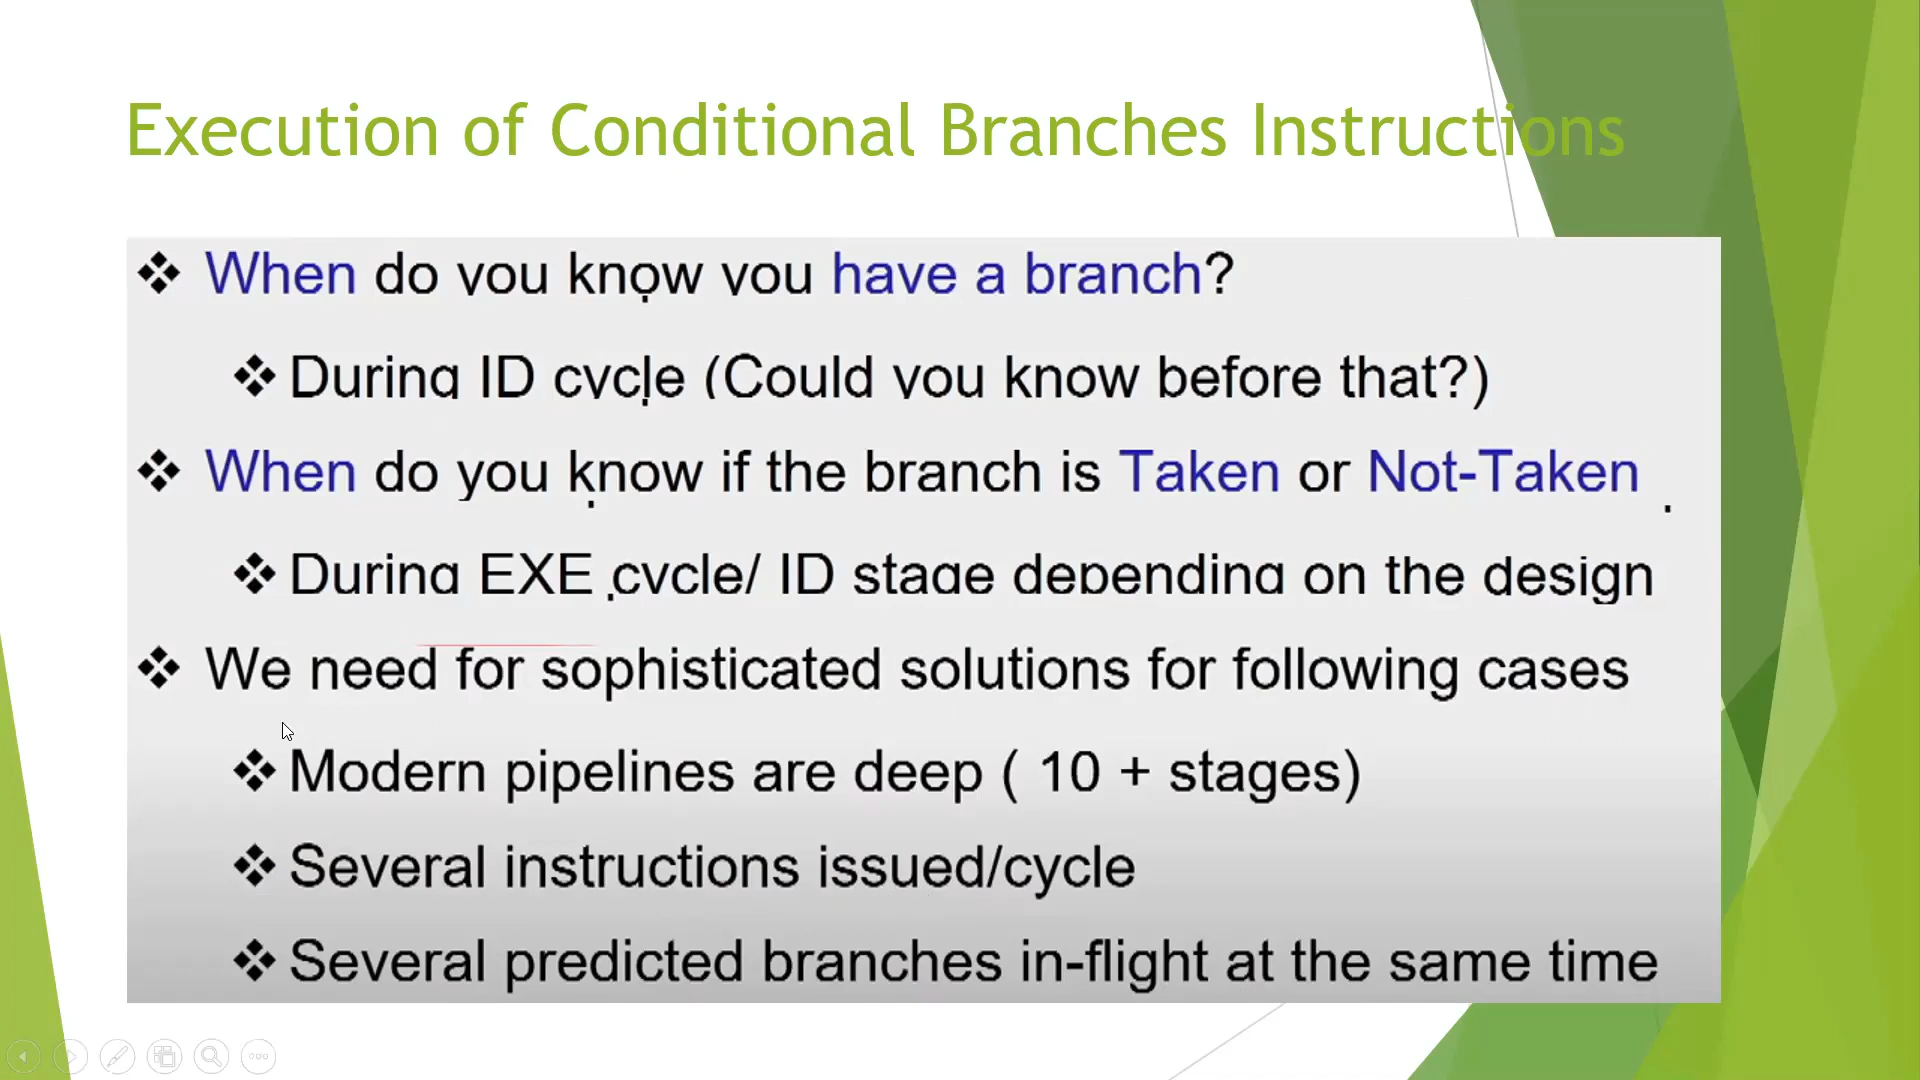 Execution of Conditional Branches Instructions
❖ When do you know you have a branch?
❖ During ID cycle (Could you know before that?)
❖ When do you know if the branch is Taken or Not-Taken
❖ During EXE cycle/ ID stage depending on the design
❖ We need for sophisticated solutions for following cases
❖ Modern pipelines are deep ( 10 + stages)
❖ Several instructions issued/cycle
❖ Several predicted branches in-flight at the same time